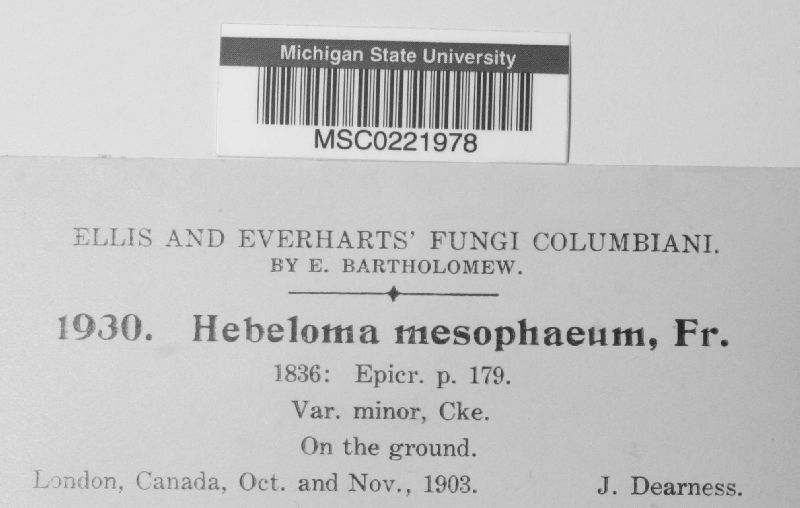 Michigan State University
MSC0221978
ELLIS AND EVERHARTS' FUNGI COLUMBIANI.
BY E. BARTHOLOMEW.
1930. Hebeloma mesophaeum, Fr.
1836: Epicr. p. 179.
Var. minor, Cke.
On the ground.
London, Canada, Oct. and Nov., 1903. J. Dearness.